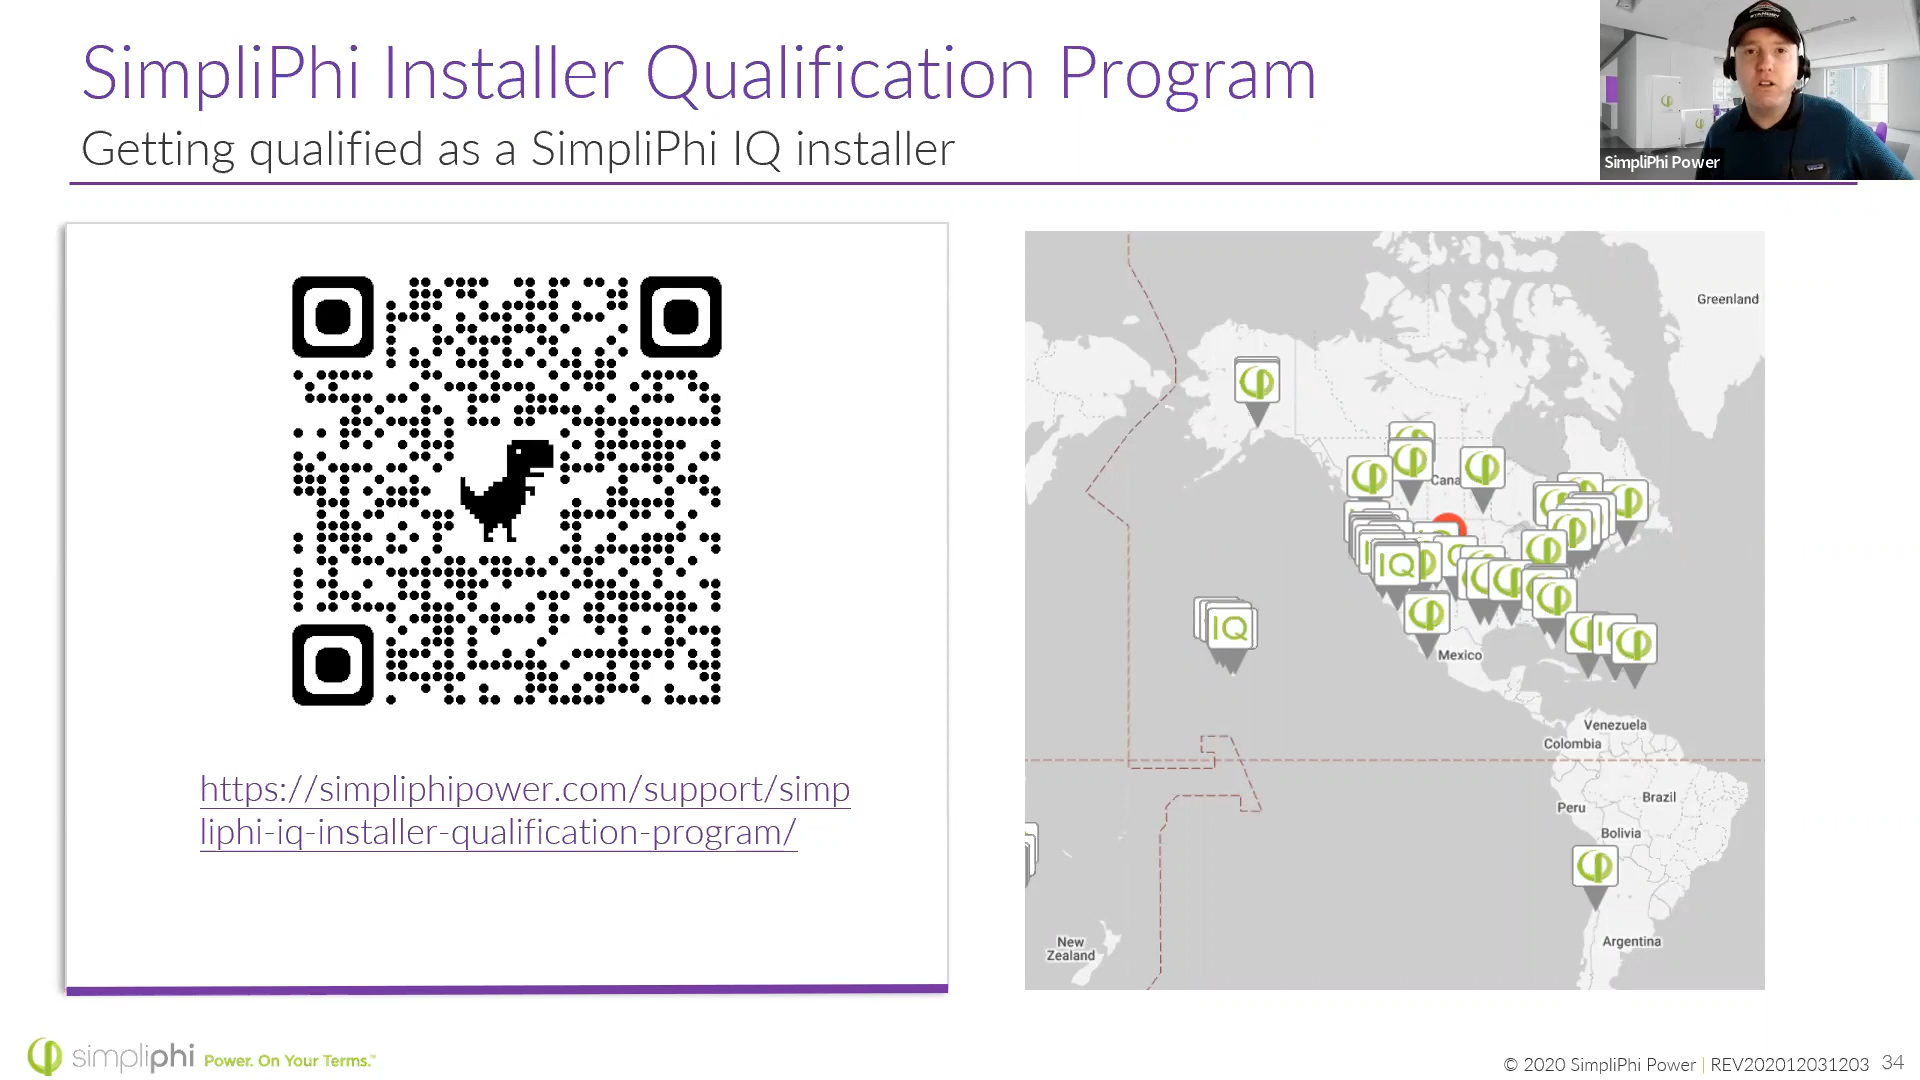 SimpliPhi Installer Qualification Program
Getting qualified as a SimpliPhi IQ installer
SimpliPhi Power
https://simpliphipower.com/support/simp
liphi-iq-installer-qualification-program/
Greenland
Cana
IQ
IQ
Mexico
Venezuela
Colombia
Brazil
Peru
Bolivia
New
Zealand
Argentina
simpliphi Power. On Your Terms.™
© 2020 SimpliPhi Power | REV202012031203 34